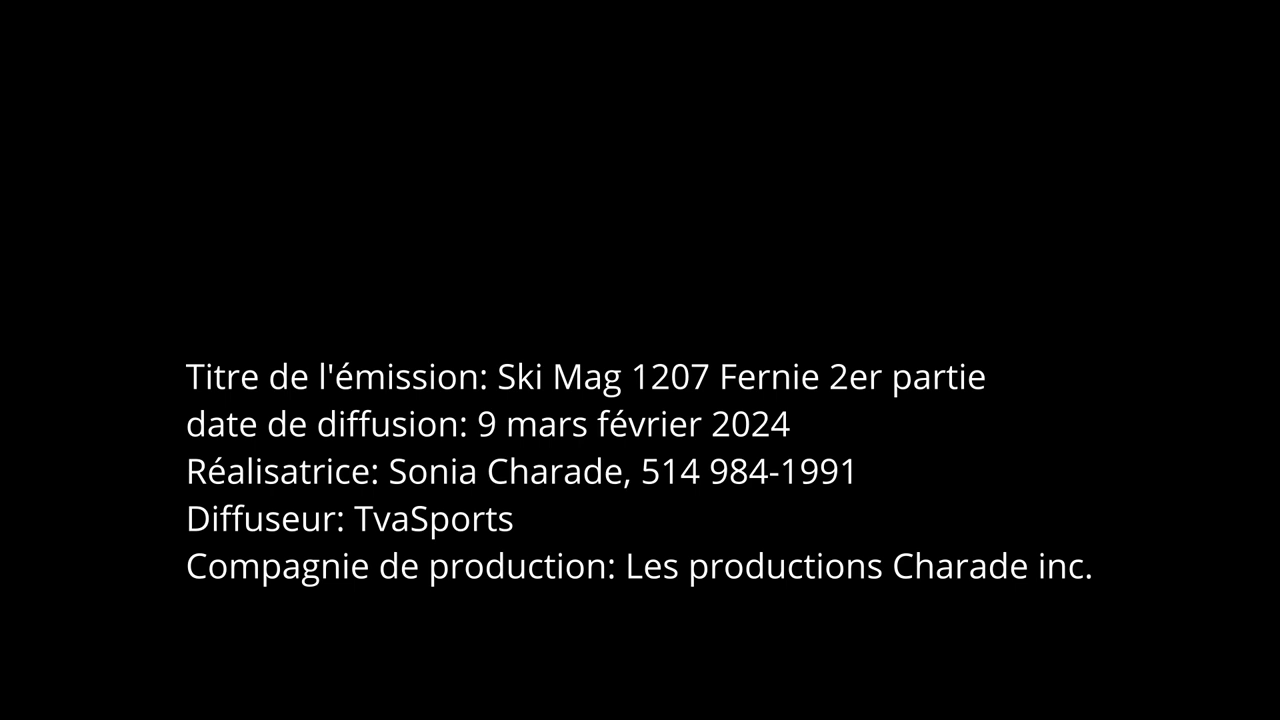 Titre de l'émission: Ski Mag 1207 Fernie 2er partie
date de diffusion: 9 mars février 2024
Réalisatrice: Sonia Charade, 514 984-1991
Diffuseur: TvaSports
Compagnie de production: Les productions Charade inc.